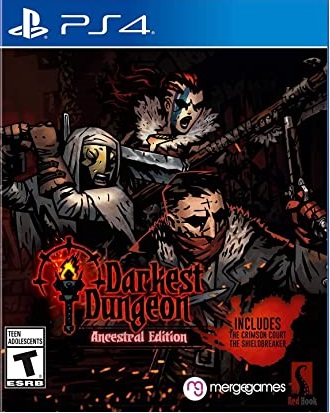 PS4
Darkest
Dungeon
Ancestral Edition
INCLUDES
THE CRIMSON COURT
THE SHIELDBREAKER
TEEN
ADOLESCENTS
T
ESRB
mergegames
Red Hook